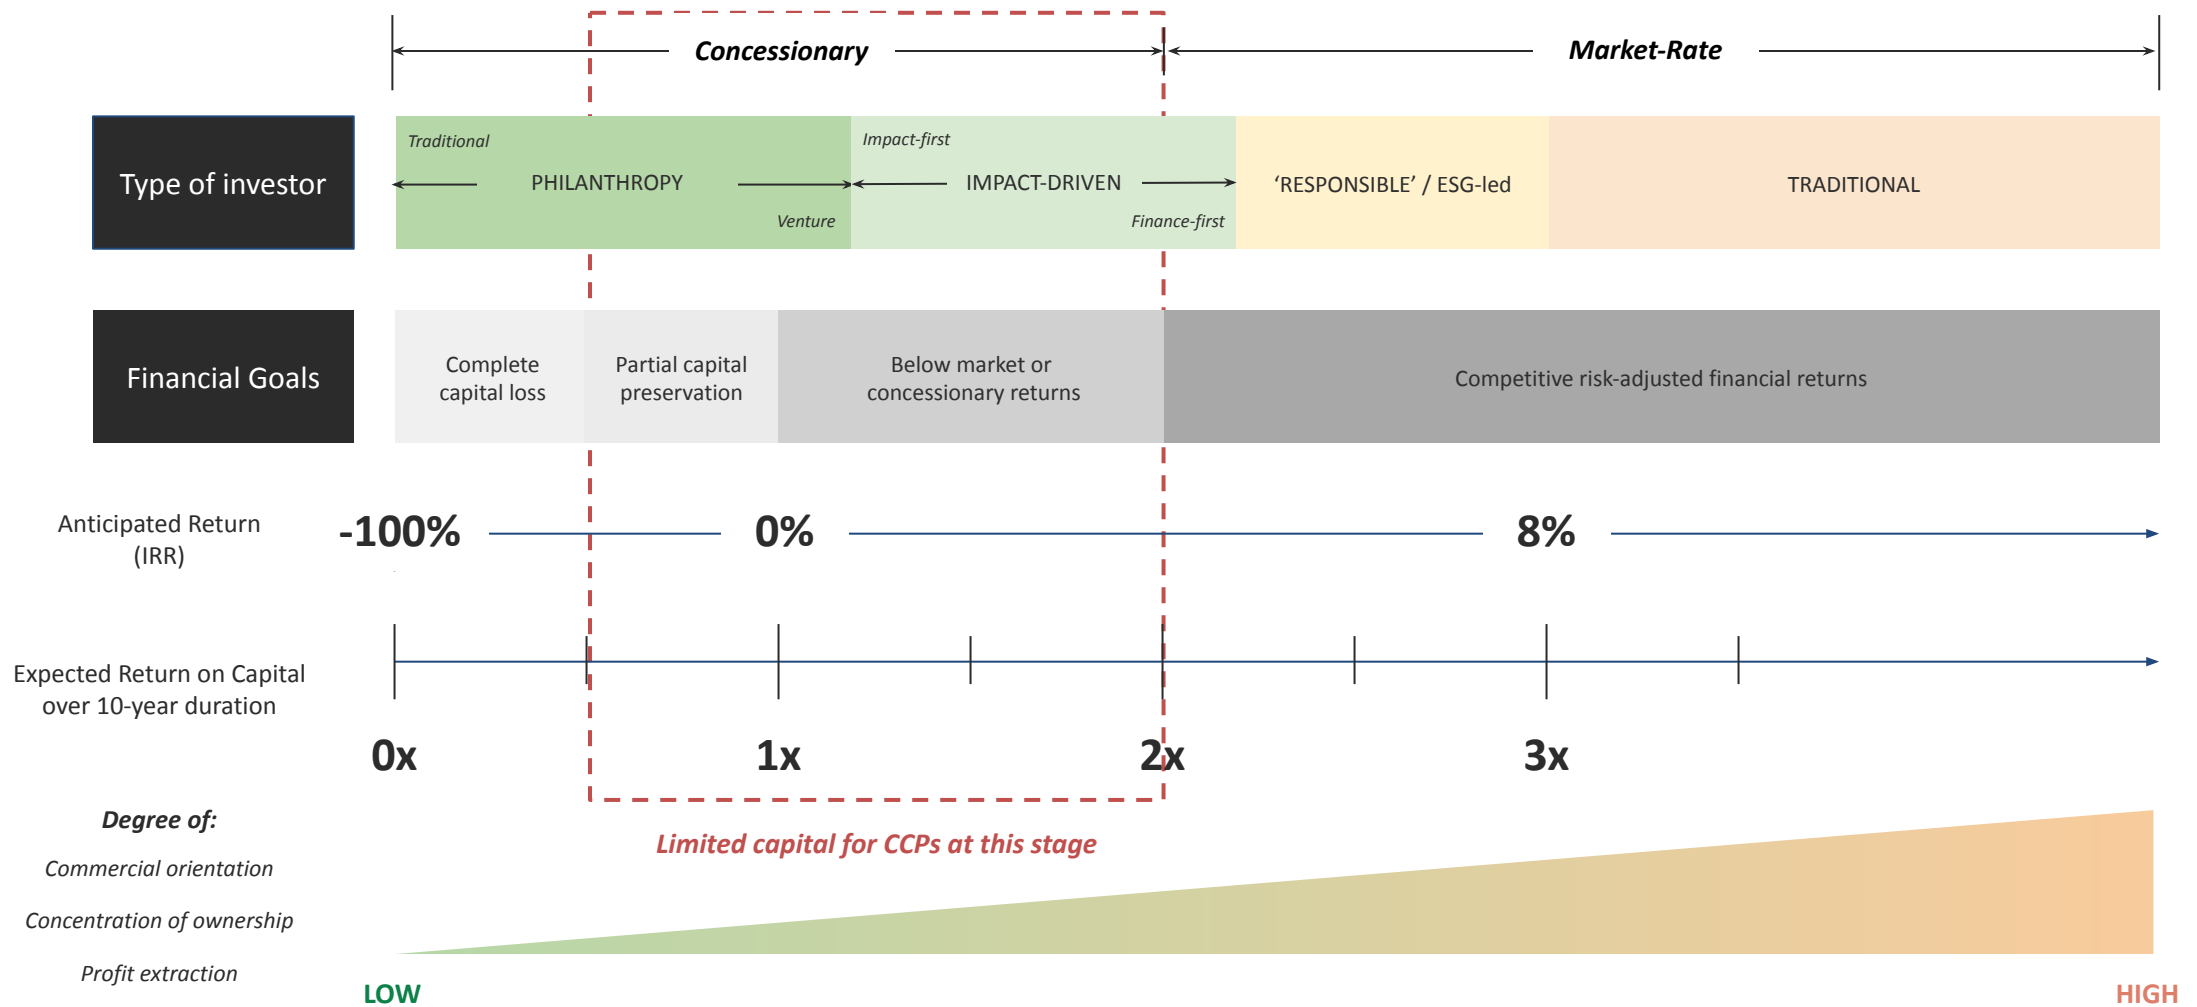 Concessionary
Market-Rate
Type of investor
Traditional
PHILANTHROPY
Venture
Impact-first
IMPACT-DRIVEN
Finance-first
‘RESPONSIBLE’ / ESG-led
TRADITIONAL
Financial Goals
Complete
capital loss
Partial capital
preservation
Below market or
concessionary returns
Competitive risk-adjusted financial returns
Anticipated Return
(IRR)
-100%
0%
8%
Expected Return on Capital
over 10-year duration
0x
1x
2x
3x
Limited capital for CCPs at this stage
Degree of:
Commercial orientation
Concentration of ownership
Profit extraction
LOW
HIGH